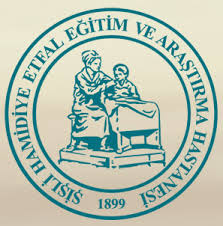 ŞİŞLİ HAMİDİYE ETFAL EĞİTİM VE ARAŞTIRMA HASTANESİ
1899